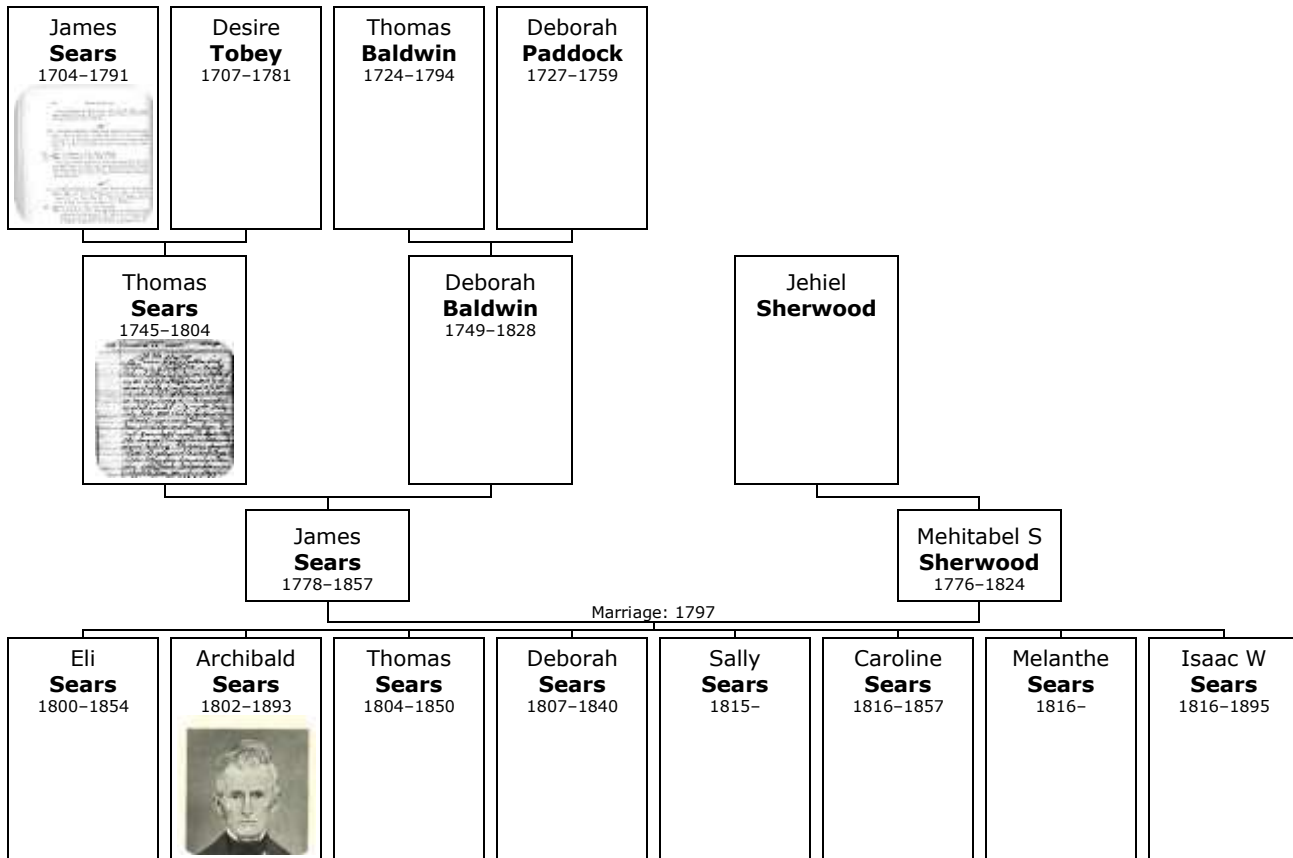 James
Sears
1704–1791
Desire
Tobey
1707–1781
Thomas
Baldwin
1724–1794
Deborah
Paddock
1727–1759
Thomas
Sears
1745–1804
Deborah
Baldwin
1749–1828
Jehiel
Sherwood
James
Sears
1778–1857
Mehitabel S
Sherwood
1776–1824
Marriage: 1797
Eli
Sears
1800–1854
Archibald
Sears
1802–1893
Thomas
Sears
1804–1850
Deborah
Sears
1807–1840
Sally
Sears
1815–
Caroline
Sears
1816–1857
Melanthe
Sears
1816–
Isaac W
Sears
1816–1895